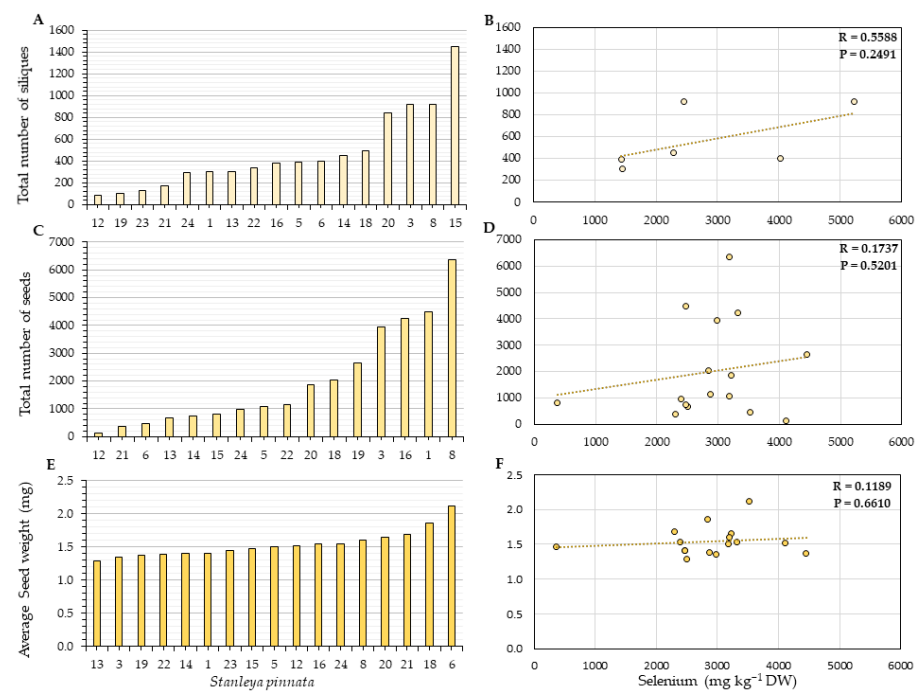 A
Total number of siliques
1600
1400
1200
1000
800
600
400
200
0
12 19 23 21 24 1 13 22 16 5 6 14 18 20 3 8 15
B
1600
1400
1200
1000
800
600
400
200
0
R = 0.5588
P = 0.2491
0 1000 2000 3000 4000 5000 6000
C
Total number of seeds
7000
6000
5000
4000
3000
2000
1000
0
12 21 6 13 14 15 24 5 22 20 18 19 3 16 1 8
D
7000
6000
5000
4000
3000
2000
1000
0
R = 0.1737
P = 0.5201
0 1000 2000 3000 4000 5000 6000
E
Average Seed weight (mg)
2.5
2.0
1.5
1.0
0.5
0.0
13 3 19 22 14 1 23 15 5 12 16 24 8 20 21 18 6
Stanleya pinnata
F
2.5
2.0
1.5
1.0
0.5
0.0
R = 0.1189
P = 0.6610
0 1000 2000 3000 4000 5000 6000
Selenium (mg kg⁻¹ DW)